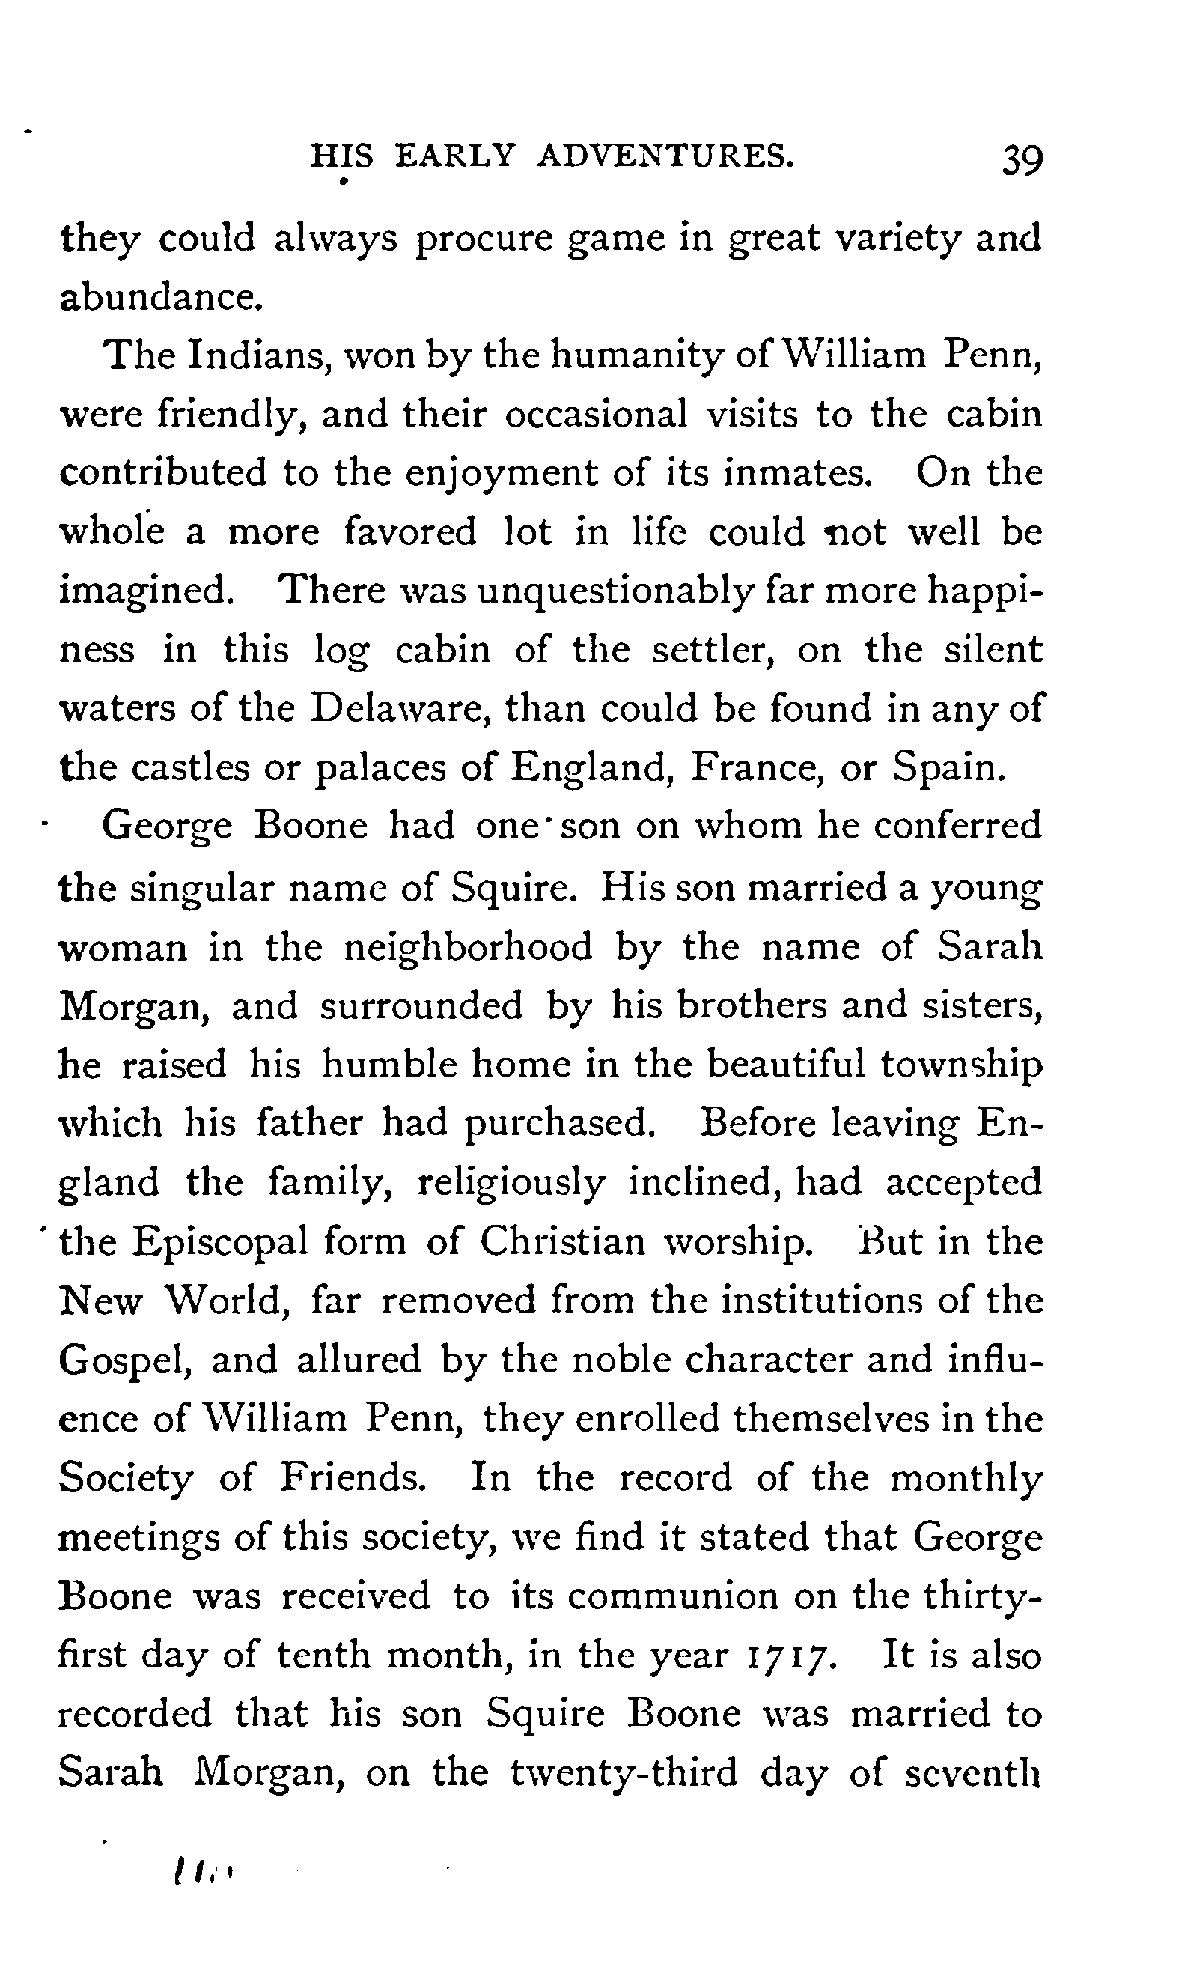 HIS EARLY ADVENTURES. 39
they could always procure game in great variety and
abundance.
The Indians, won by the humanity of William Penn,
were friendly, and their occasional visits to the cabin
contributed to the enjoyment of its inmates. On the
whole a more favored lot in life could not well be
imagined. There was unquestionably far more happi-
ness in this log cabin of the settler, on the silent
waters of the Delaware, than could be found in any of
the castles or palaces of England, France, or Spain.
George Boone had one son on whom he conferred
the singular name of Squire. His son married a young
woman in the neighborhood by the name of Sarah
Morgan, and surrounded by his brothers and sisters,
he raised his humble home in the beautiful township
which his father had purchased. Before leaving En-
gland the family, religiously inclined, had accepted
the Episcopal form of Christian worship. But in the
New World, far removed from the institutions of the
Gospel, and allured by the noble character and influ-
ence of William Penn, they enrolled themselves in the
Society of Friends. In the record of the monthly
meetings of this society, we find it stated that George
Boone was received to its communion on the thirty-
first day of tenth month, in the year 1717. It is also
recorded that his son Squire Boone was married to
Sarah Morgan, on the twenty-third day of seventh